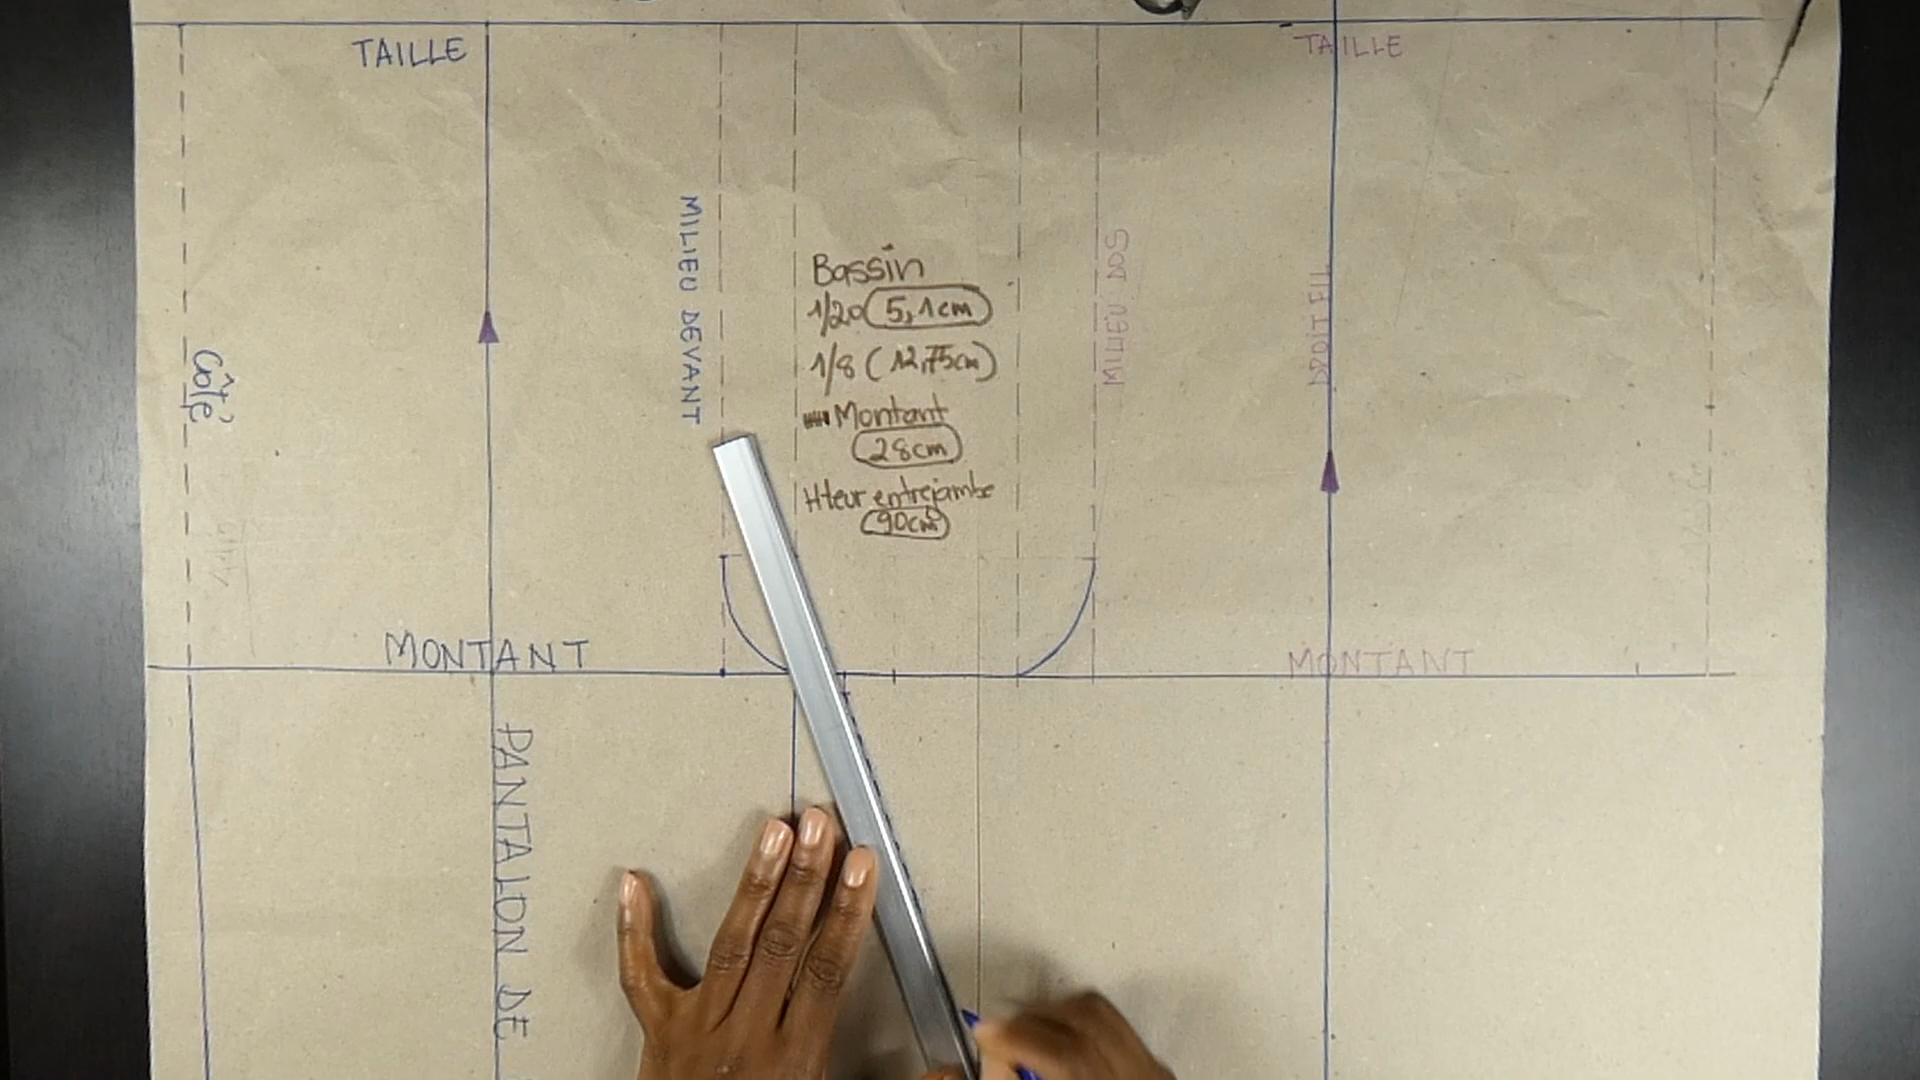 TAILLE
TAILLE
MILIEU DEVANT
Bassin
1/20 5,1cm
1/8 (12,75cm)
Montant
28cm
Hteur entrejambe
90cm
MILIEU DOS
DROIT FIL
Côté
MONTANT
MONTANT
PANTALON DE